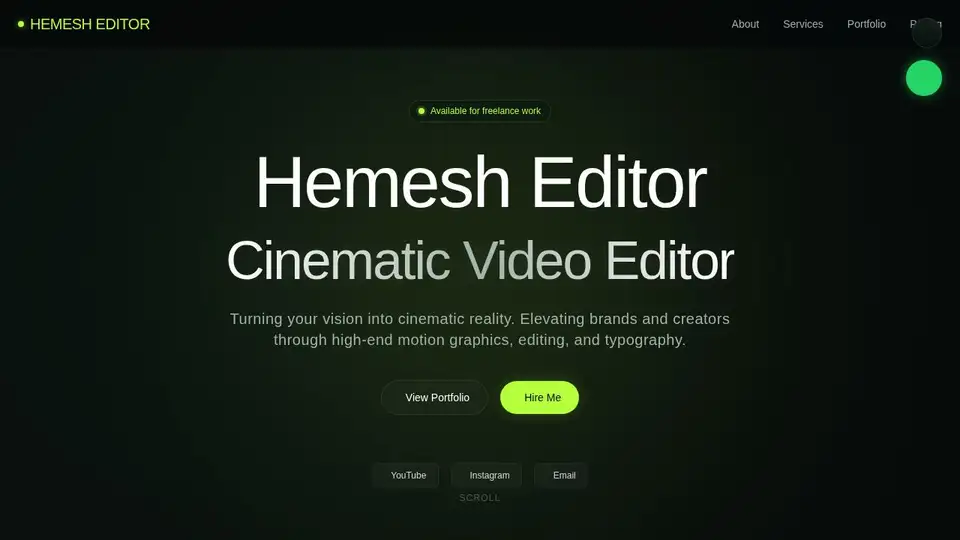 HEMESH EDITOR
About
Services
Portfolio
Available for freelance work
Hemesh Editor
Cinematic Video Editor
Turning your vision into cinematic reality. Elevating brands and creators
through high-end motion graphics, editing, and typography.
View Portfolio
Hire Me
YouTube
Instagram
Email
SCROLL